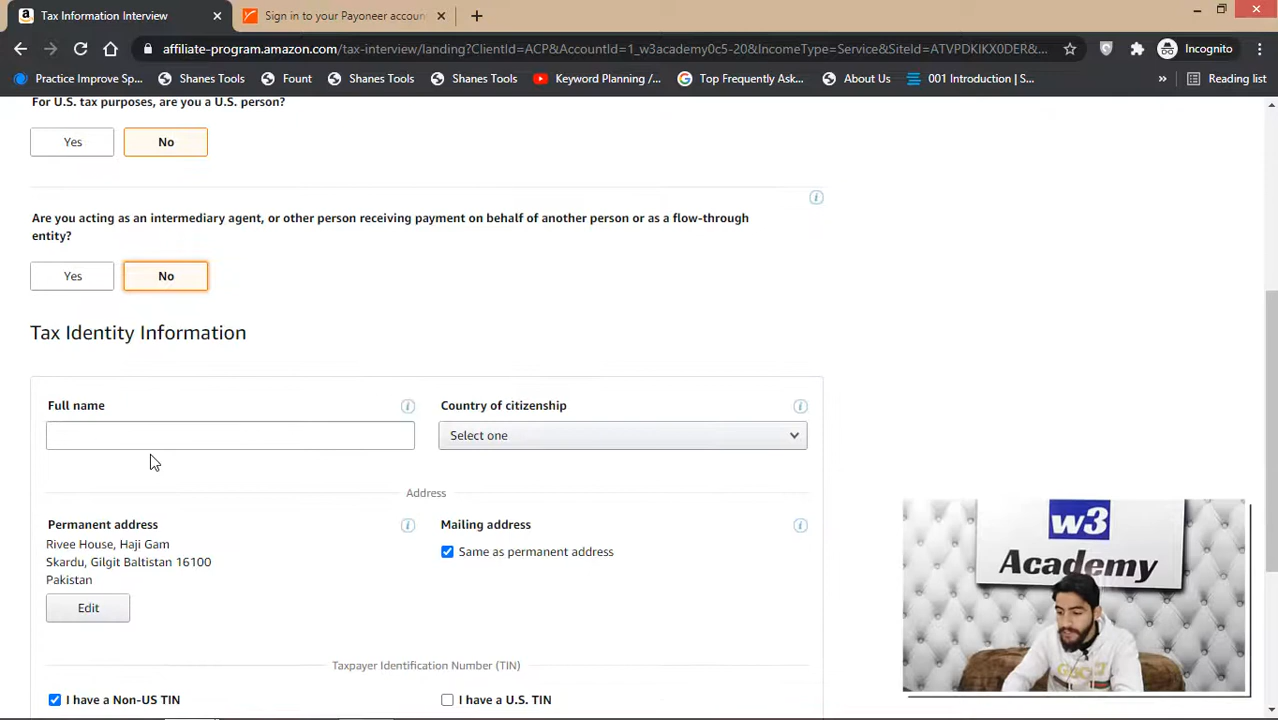 Tax Information Interview
Sign in to your Payoneer accoun
affiliate-program.amazon.com/tax-interview/landing?ClientId=ACP&AccountId=1_w3academy0c5-20&IncomeType=Service&SiteId=ATVPDKIKX0DER&...
Incognito
Practice Improve Sp...
Shanes Tools
Fount
Shanes Tools
Shanes Tools
Keyword Planning /...
Top Frequently Ask...
About Us
001 Introduction | S...
»
Reading list
For U.S. tax purposes, are you a U.S. person?
Yes
No
Are you acting as an intermediary agent, or other person receiving payment on behalf of another person or as a flow-through
entity?
Yes
No
Tax Identity Information
Full name
Country of citizenship
Select one
Address
Permanent address
Mailing address
Rivee House, Haji Gam
Same as permanent address
Skardu, Gilgit Baltistan 16100
Pakistan
Edit
Taxpayer Identification Number (TIN)
I have a Non-US TIN
I have a U.S. TIN
w3
Academy